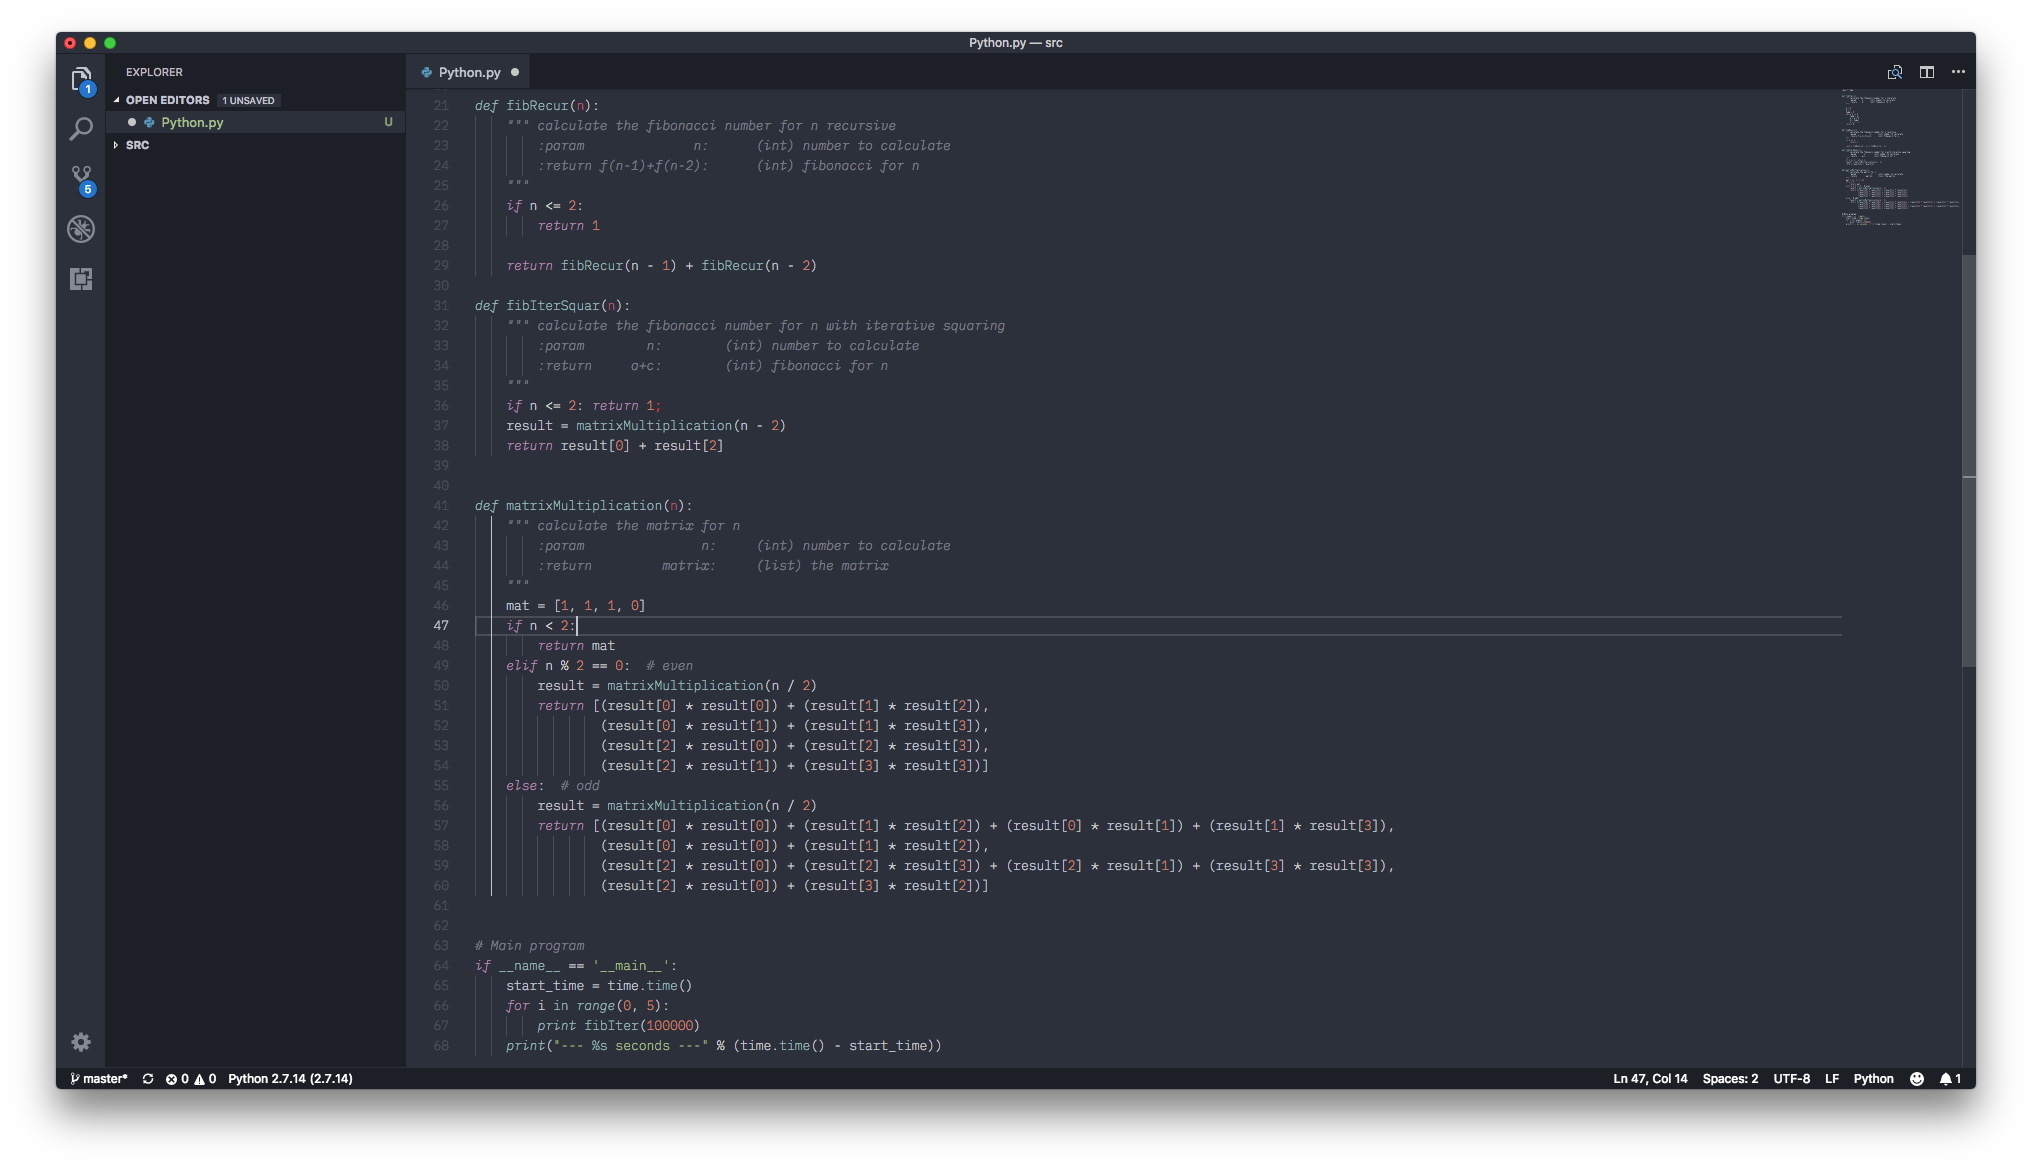 Python.py — src
EXPLORER
OPEN EDITORS 1 UNSAVED
Python.py U
SRC
1
5
Python.py
21 def fibRecur(n):
22 """ calculate the fibonacci number for n recursive
23 :param n: (int) number to calculate
24 :return f(n-1)+f(n-2): (int) fibonacci for n
25 """
26 if n <= 2:
27 return 1
28
29 return fibRecur(n - 1) + fibRecur(n - 2)
30
31 def fibIterSquar(n):
32 """ calculate the fibonacci number for n with iterative squaring
33 :param n: (int) number to calculate
34 :return a+c: (int) fibonacci for n
35 """
36 if n <= 2: return 1;
37 result = matrixMultiplication(n - 2)
38 return result[0] + result[2]
39
40
41 def matrixMultiplication(n):
42 """ calculate the matrix for n
43 :param n: (int) number to calculate
44 :return matrix: (list) the matrix
45 """
46 mat = [1, 1, 1, 0]
47 if n < 2:
48 return mat
49 elif n % 2 == 0: # even
50 result = matrixMultiplication(n / 2)
51 return [(result[0] * result[0]) + (result[1] * result[2]),
52 (result[0] * result[1]) + (result[1] * result[3]),
53 (result[2] * result[0]) + (result[2] * result[3]),
54 (result[2] * result[1]) + (result[3] * result[3])]
55 else: # odd
56 result = matrixMultiplication(n / 2)
57 return [(result[0] * result[0]) + (result[1] * result[2]) + (result[0] * result[1]) + (result[1] * result[3]),
58 (result[0] * result[0]) + (result[1] * result[2]),
59 (result[2] * result[0]) + (result[2] * result[3]) + (result[2] * result[1]) + (result[3] * result[3]),
60 (result[2] * result[0]) + (result[3] * result[2])]
61
62
63 # Main program
64 if __name__ == '__main__':
65 start_time = time.time()
66 for i in range(0, 5):
67 print fibIter(100000)
68 print("--- %s seconds ---" % (time.time() - start_time))
master* 0 0 Python 2.7.14 (2.7.14) Ln 47, Col 14 Spaces: 2 UTF-8 LF Python 1